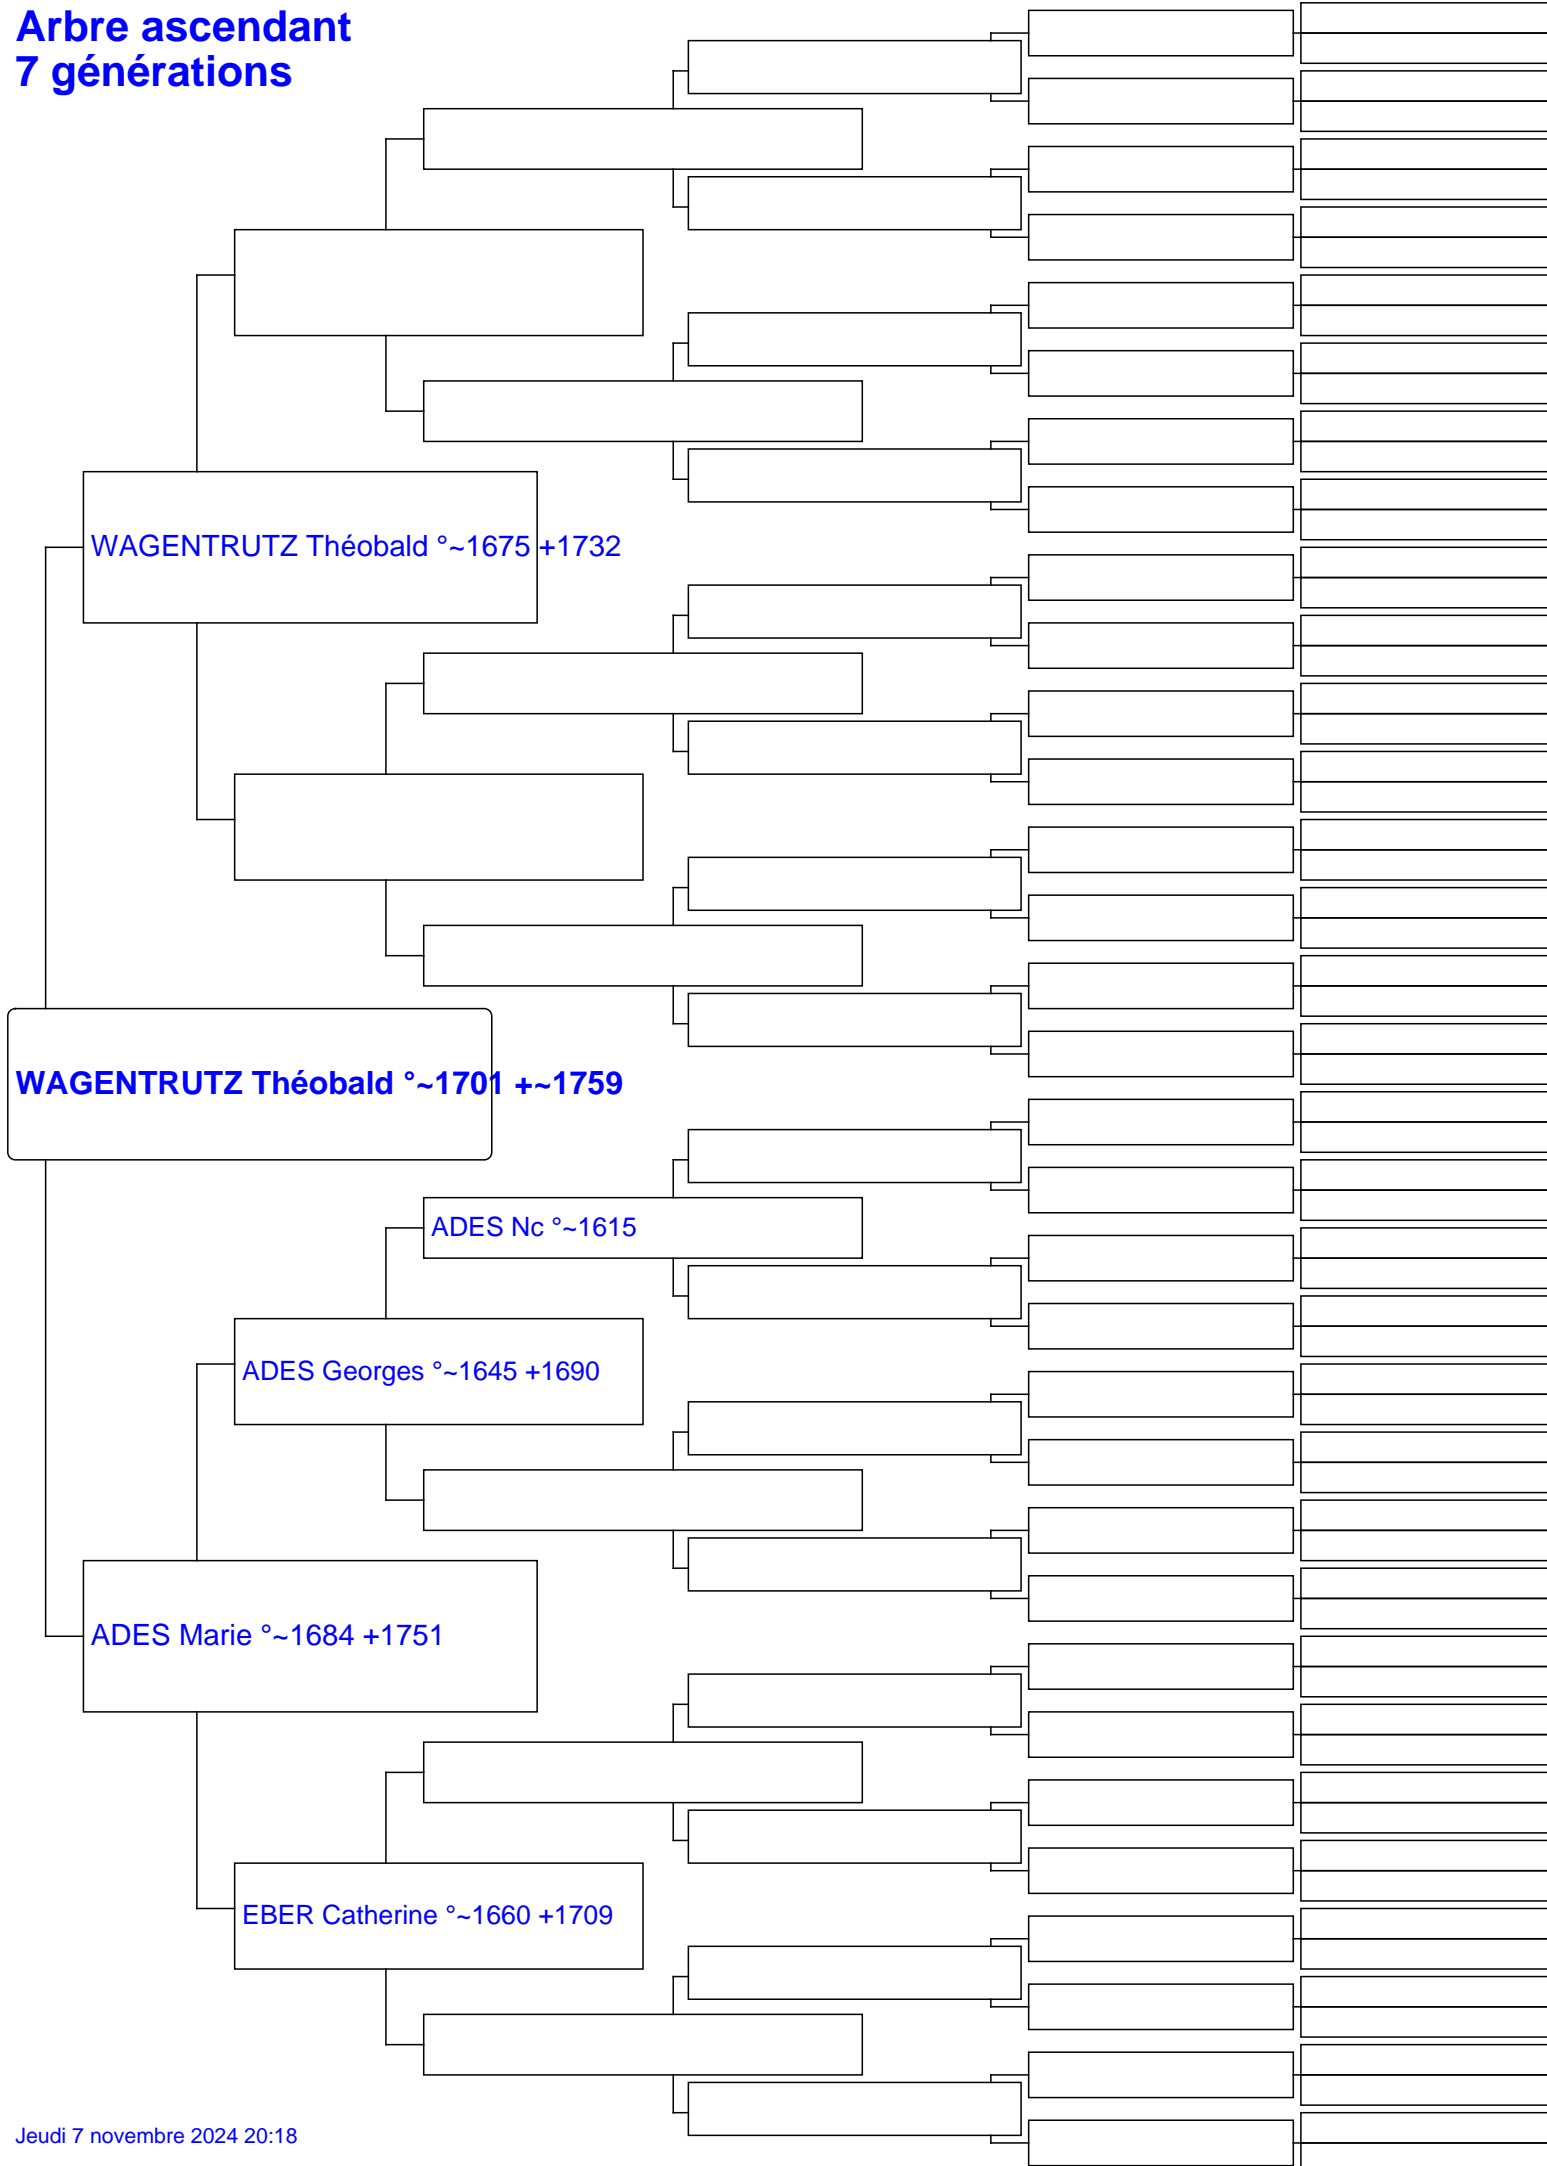 Arbre ascendant
7 générations
WAGENTRUTZ Théobald °~1675 +1732
WAGENTRUTZ Théobald °~1701 +~1759
ADES Nc °~1615
ADES Georges °~1645 +1690
ADES Marie °~1684 +1751
EBER Catherine °~1660 +1709
Jeudi 7 novembre 2024 20:18